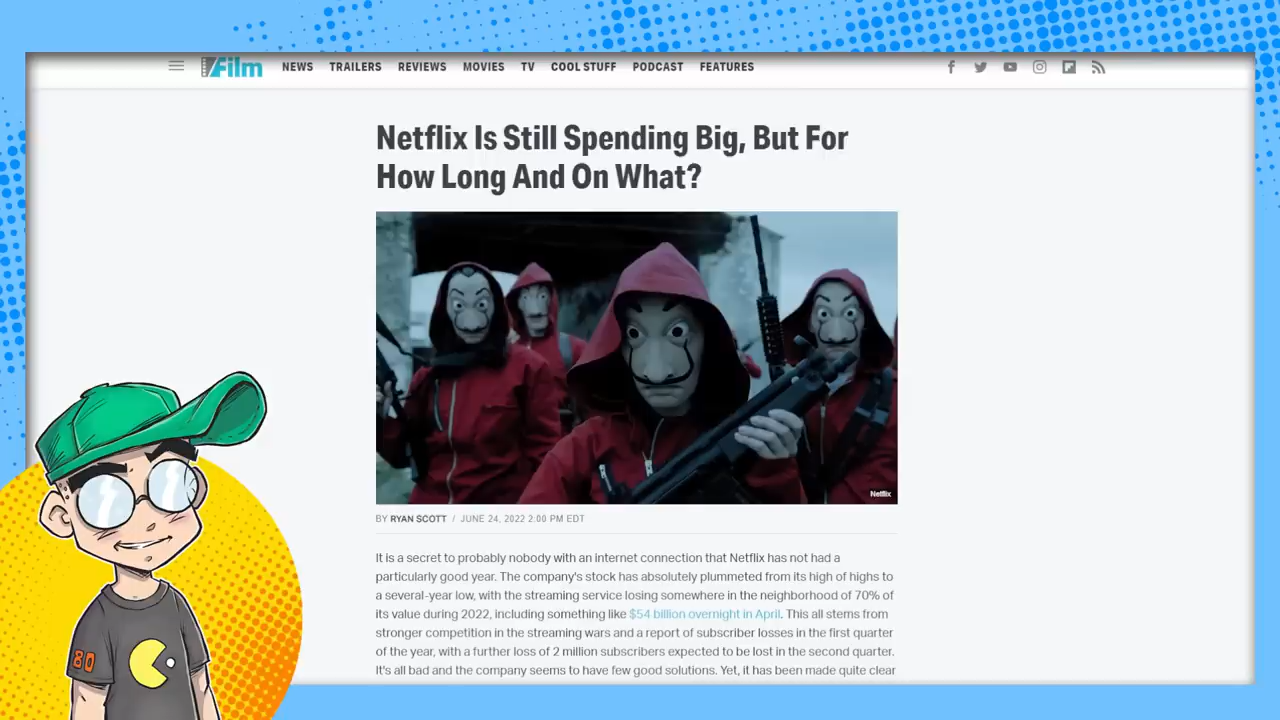 /Film NEWS TRAILERS REVIEWS MOVIES TV COOL STUFF PODCAST FEATURES
Netflix Is Still Spending Big, But For
How Long And On What?
Netflix
BY RYAN SCOTT / JUNE 24, 2022 2:00 PM EDT
It is a secret to probably nobody with an internet connection that Netflix has not had a
particularly good year. The company's stock has absolutely plummeted from its high of highs to
a several-year low, with the streaming service losing somewhere in the neighborhood of 70% of
its value during 2022, including something like $54 billion overnight in April. This all stems from
stronger competition in the streaming wars and a report of subscriber losses in the first quarter
of the year, with a further loss of 2 million subscribers expected to be lost in the second quarter.
It's all bad and the company seems to have few good solutions. Yet, it has been made quite clear
80